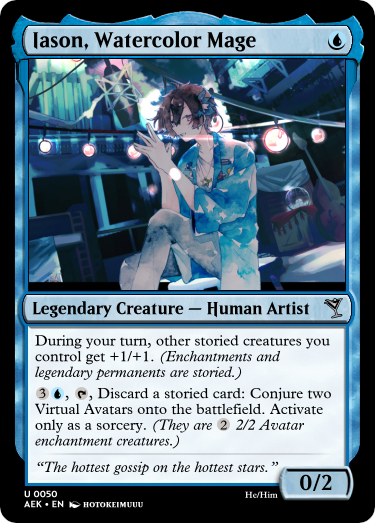 Jason, Watercolor Mage
Legendary Creature — Human Artist
During your turn, other storied creatures you
control get +1/+1. (Enchantments and
legendary permanents are storied.)
3, Discard a storied card: Conjure two
Virtual Avatars onto the battlefield. Activate
only as a sorcery. (They are 2 2/2 Avatar
enchantment creatures.)
“The hottest gossip on the hottest stars.”
0/2
U 0050
AEK • EN HOTOKEIMUUU
He/Him